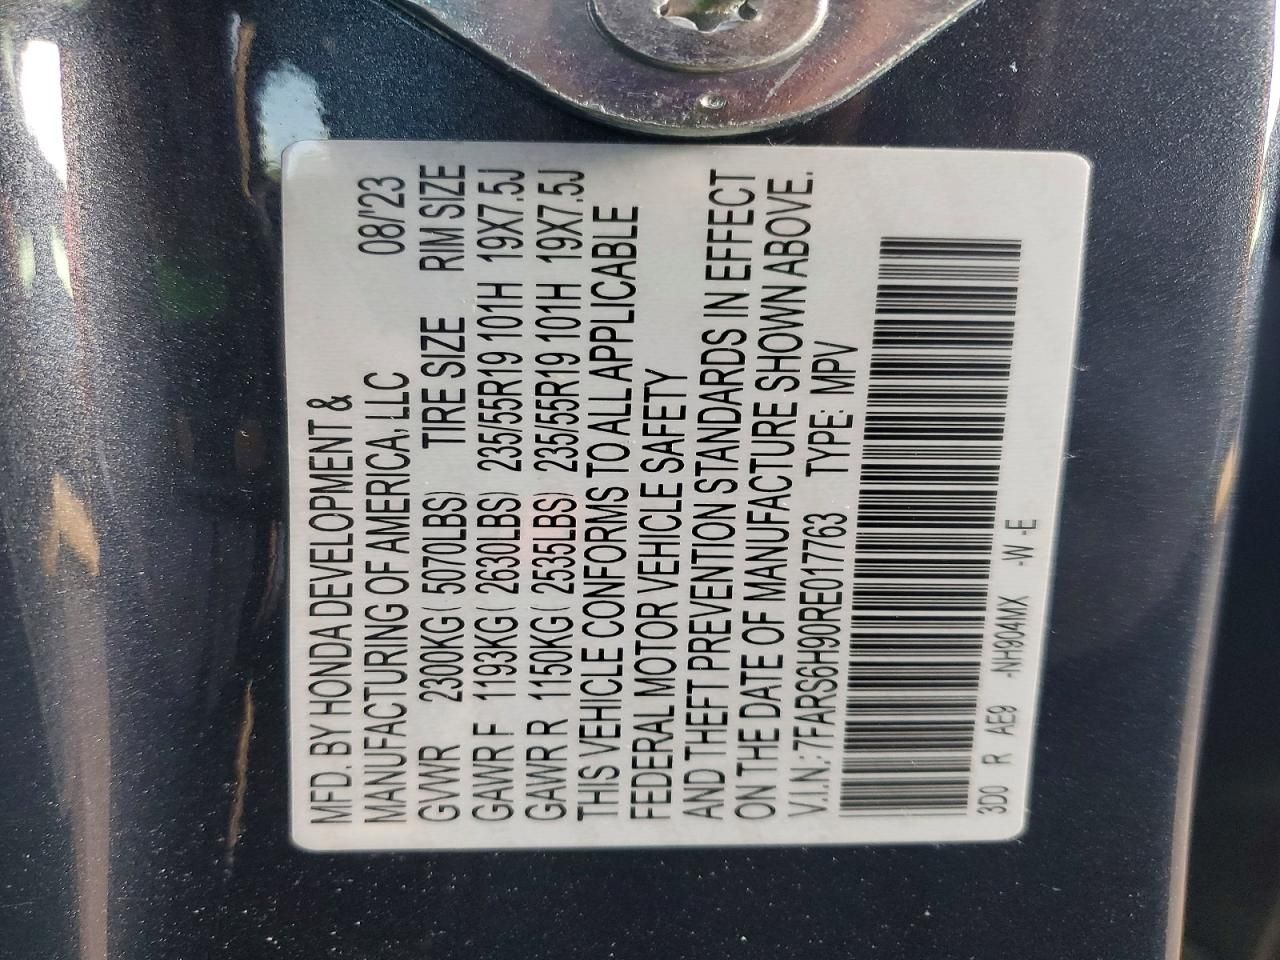 MFD. BY HONDA DEVELOPMENT &
MANUFACTURING OF AMERICA, LLC 08/'23
GVWR 2300KG( 5070LBS) TIRE SIZE RIM SIZE
GAWR F 1193KG( 2630LBS) 235/55R19 101H 19X7.5J
GAWR R 1150KG( 2535LBS) 235/55R19 101H 19X7.5J
THIS VEHICLE CONFORMS TO ALL APPLICABLE
FEDERAL MOTOR VEHICLE SAFETY
AND THEFT PREVENTION STANDARDS IN EFFECT
ON THE DATE OF MANUFACTURE SHOWN ABOVE.
V.I.N.: 7FARS6H90RE017763 TYPE: MPV
3D0 R AE9 -NH904MX -W -E